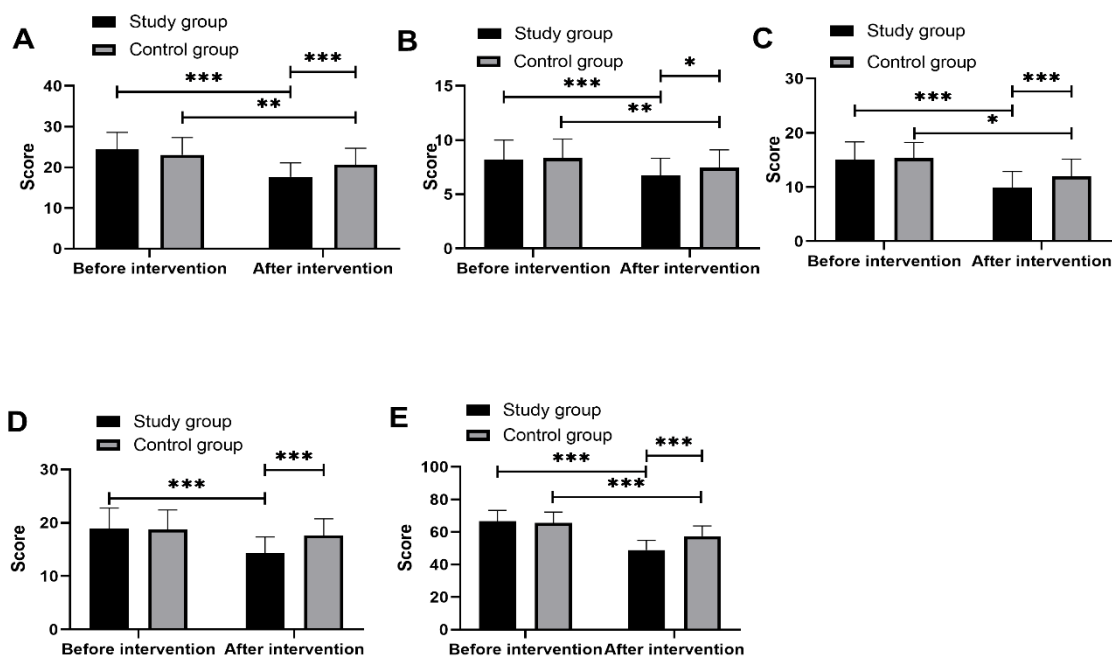 A
Study group
Control group
***
***
**
Score
40
30
20
10
0
Before intervention
After intervention
B
Study group
Control group
*
***
**
Score
15
10
5
0
Before intervention
After intervention
C
Study group
Control group
***
***
*
Score
30
20
10
0
Before intervention
After intervention
D
Study group
Control group
***
***
Score
30
20
10
0
Before intervention
After intervention
E
Study group
Control group
***
***
***
Score
100
80
60
40
20
0
Before intervention
After intervention